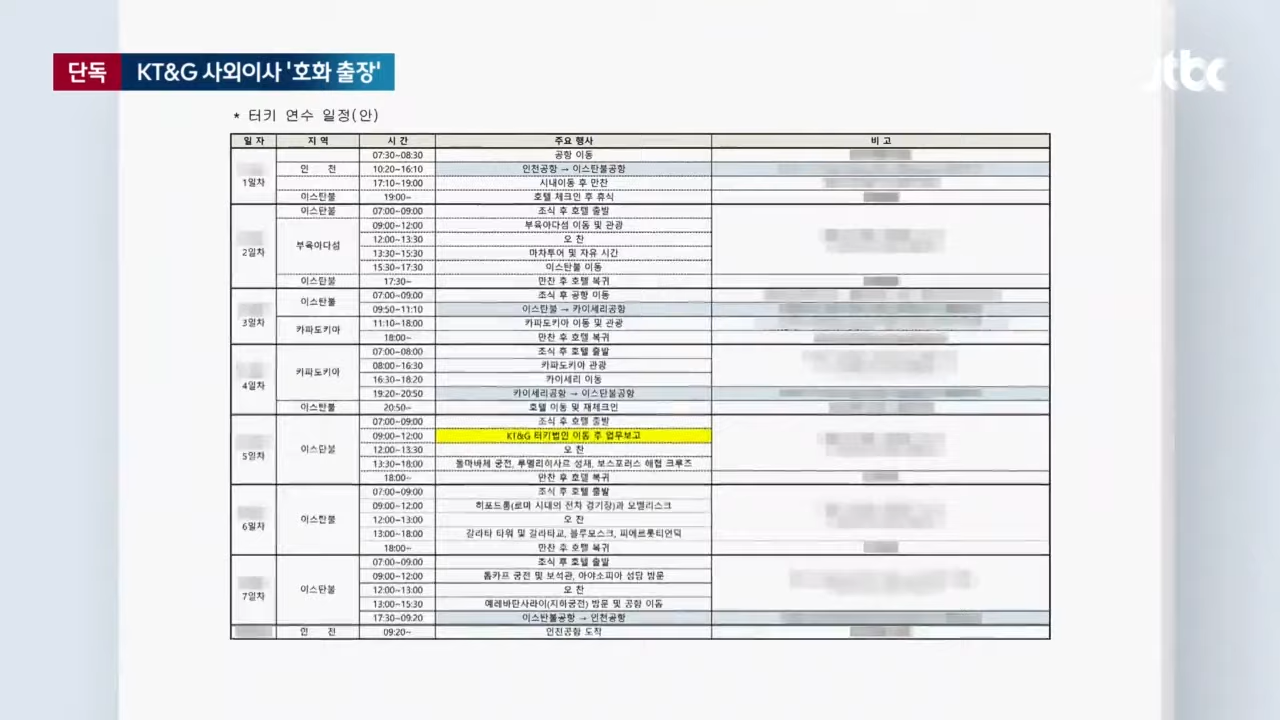 단독 KT&G 사외이사 '호화 출장'
jtbc
* 터키 연수 일정(안)
일 자 지 역 시 간 주요 행사 비 고
07:30~08:30 공항 이동
인 천 10:20~16:10 인천공항 → 이스탄불공항
1일차 17:10~19:00 시내이동 후 만찬
이스탄불 19:00~ 호텔 체크인 후 휴식
이스탄불 07:00~09:00 조식 후 호텔 출발
09:00~12:00 부육아다섬 이동 및 관광
부육아다섬 12:00~13:30 오 찬
2일차 13:30~15:30 마차투어 및 자유 시간
15:30~17:30 이스탄불 이동
이스탄불 17:30~ 만찬 후 호텔 복귀
이스탄불 07:00~09:00 조식 후 공항 이동
09:50~11:10 이스탄불 → 카이세리공항
3일차 카파도키아 11:10~18:00 카파도키아 이동 및 관광
18:00~ 만찬 후 호텔 복귀
07:00~08:00 조식 후 호텔 출발
카파도키아 08:00~16:30 카파도키아 관광
4일차 16:30~18:20 카이세리 이동
19:20~20:50 카이세리공항 → 이스탄불공항
이스탄불 20:50~ 호텔 이동 및 재체크인
07:00~09:00 조식 후 호텔 출발
09:00~12:00 KT&G 터키법인 이동 후 업무보고
5일차 이스탄불 12:00~13:30 오 찬
13:30~18:00 돌마바체 궁전, 루멜리히사르 성채, 보스포러스 해협 크루즈
18:00~ 만찬 후 호텔 복귀
07:00~09:00 조식 후 호텔 출발
09:00~12:00 히포드롬(로마 시대의 전차 경기장)과 오벨리스크
6일차 이스탄불 12:00~13:00 오 찬
13:00~18:00 갈라타 타워 및 갈라타교, 블루모스크, 피에르롯티언덕
18:00~ 만찬 후 호텔 복귀
07:00~09:00 조식 후 호텔 출발
09:00~12:00 톱카프 궁전 및 보석관, 아야소피아 성당 방문
7일차 이스탄불 12:00~13:00 오 찬
13:00~15:30 예레바탄사라이(지하궁전) 방문 및 공항 이동
17:30~09:20 이스탄불공항 → 인천공항
인 천 09:20~ 인천공항 도착